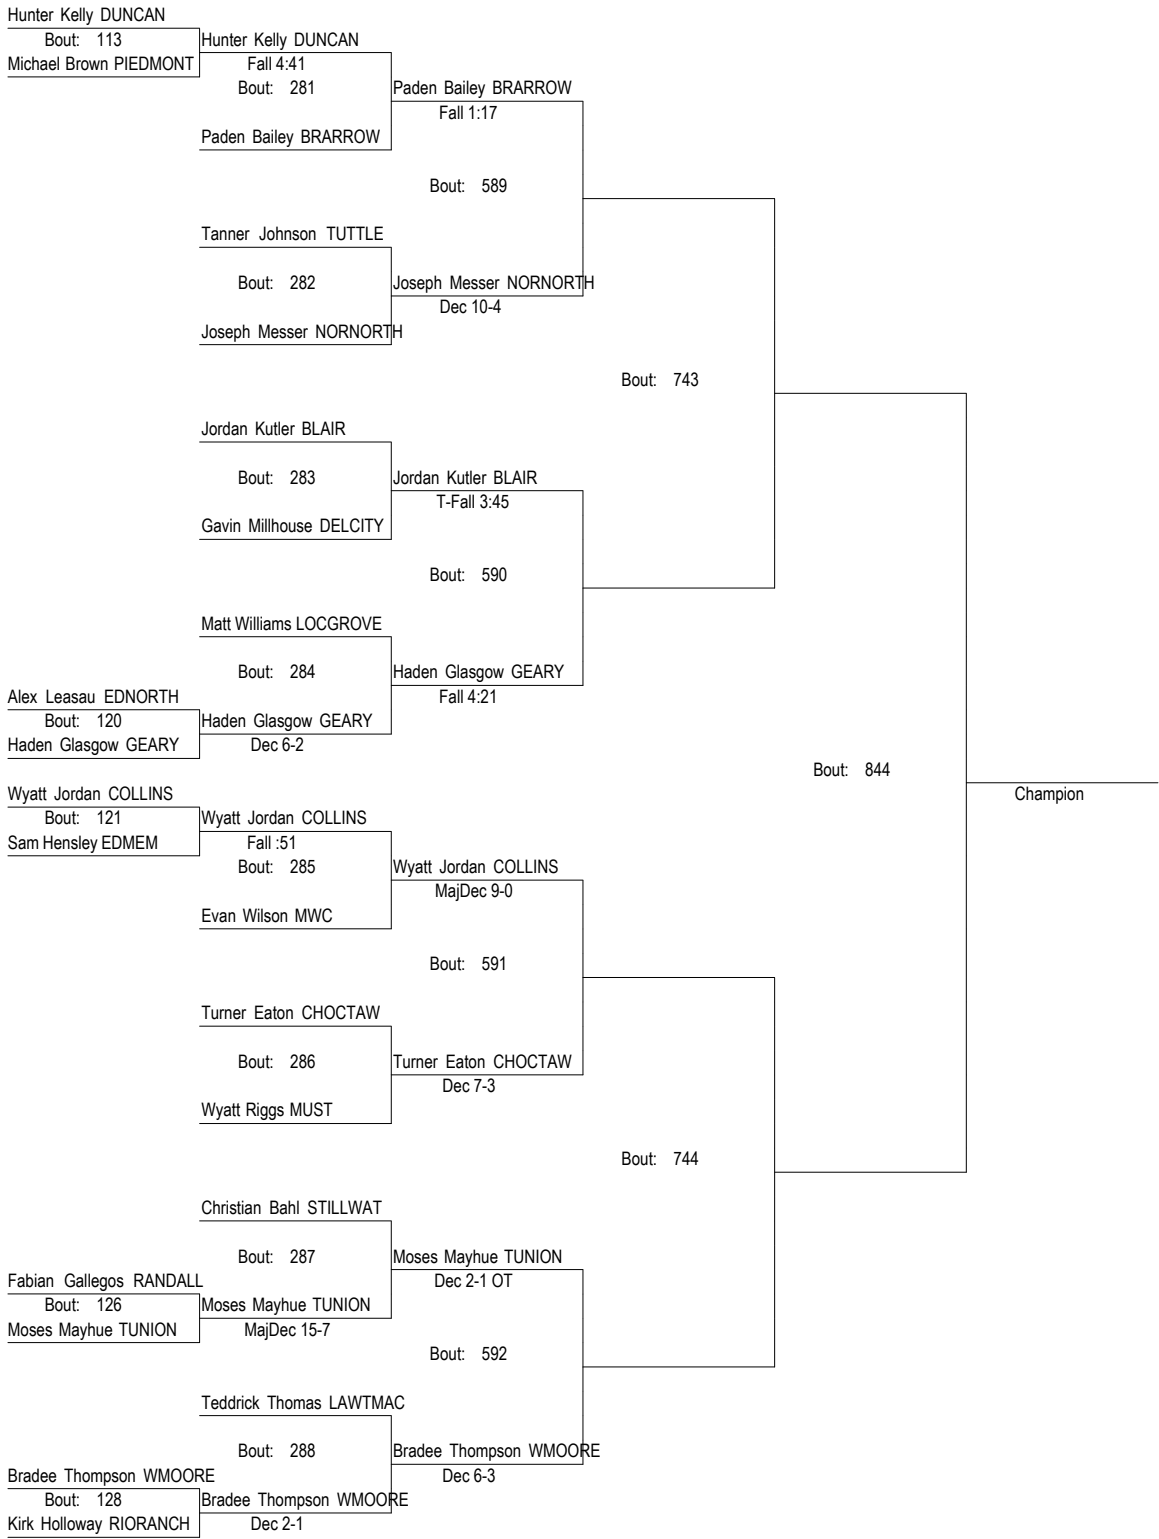 Hunter Kelly DUNCAN
Bout: 113
Hunter Kelly DUNCAN
Michael Brown PIEDMONT
Fall 4:41
Bout: 281
Paden Bailey BRARROW
Fall 1:17
Paden Bailey BRARROW
Bout: 589
Tanner Johnson TUTTLE
Bout: 282
Joseph Messer NORNORTH
Dec 10-4
Joseph Messer NORNORTH
Bout: 743
Jordan Kutler BLAIR
Bout: 283
Jordan Kutler BLAIR
T-Fall 3:45
Gavin Millhouse DELCITY
Bout: 590
Matt Williams LOCGROVE
Bout: 284
Haden Glasgow GEARY
Fall 4:21
Alex Leasau EDNORTH
Bout: 120
Haden Glasgow GEARY
Haden Glasgow GEARY
Dec 6-2
Bout: 844
Champion
Wyatt Jordan COLLINS
Bout: 121
Wyatt Jordan COLLINS
Sam Hensley EDMEM
Fall :51
Bout: 285
Wyatt Jordan COLLINS
MajDec 9-0
Evan Wilson MWC
Bout: 591
Turner Eaton CHOCTAW
Bout: 286
Turner Eaton CHOCTAW
Dec 7-3
Wyatt Riggs MUST
Bout: 744
Christian Bahl STILLWAT
Bout: 287
Moses Mayhue TUNION
Dec 2-1 OT
Fabian Gallegos RANDALL
Bout: 126
Moses Mayhue TUNION
Moses Mayhue TUNION
MajDec 15-7
Bout: 592
Teddrick Thomas LAWTMAC
Bout: 288
Bradee Thompson WMOORE
Dec 6-3
Bradee Thompson WMOORE
Bout: 128
Bradee Thompson WMOORE
Kirk Holloway RIORANCH
Dec 2-1